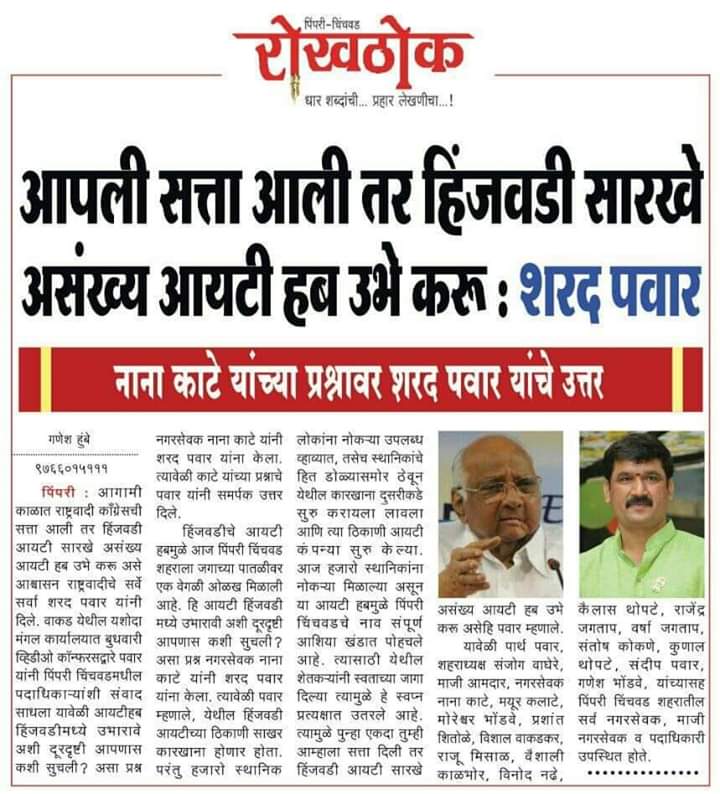 पिंपरी-चिंचवड
रोखठोक
धार शब्दांची... प्रहार लेखणीचा...!
आपली सत्ता आली तर हिंजवडी सारखे
असंख्य आयटी हब उभे करू : शरद पवार
नाना काटे यांच्या प्रश्नावर शरद पवार यांचे उत्तर
गणेश हुंबे
९७६६०१५१११
पिंपरी : आगामी
काळात राष्ट्रवादी काँग्रेसची
सत्ता आली तर हिंजवडी
आयटी सारखे असंख्य
आयटी हब उभे करू असे
आश्वासन राष्ट्रवादीचे सर्वे
सर्वा शरद पवार यांनी
दिले. वाकड येथील यशोदा
मंगल कार्यालयात बुधवारी
व्हिडीओ कॉन्फरसद्वारे पवार
यांनी पिंपरी चिंचवडमधील
पदाधिकाऱ्यांशी संवाद
साधला यावेळी आयटीहब
हिंजवडीमध्ये उभारावे
अशी दूरदृष्टी आपणास
कशी सुचली? असा प्रश्न
नगरसेवक नाना काटे यांनी
शरद पवार यांना केला.
त्यावेळी काटे यांच्या प्रश्नाचे
पवार यांनी समर्पक उत्तर
दिले.
हिंजवडीचे आयटी
हबमुळे आज पिंपरी चिंचवड
शहराला जगाच्या पातळीवर
एक वेगळी ओळख मिळाली
आहे. हि आयटी हिंजवडी
मध्ये उभारावी अशी दूरदृष्टी
आपणास कशी सुचली?
असा प्रश्न नगरसेवक नाना
काटे यांनी शरद पवार
यांना केला. त्यावेळी पवार
म्हणाले, येथील हिंजवडी
आयटीच्या ठिकाणी साखर
कारखाना होणार होता.
परंतु हजारो स्थानिक
लोकांना नोकऱ्या उपलब्ध
व्हाव्यात, तसेच स्थानिकांचे
हित डोळ्यासमोर ठेवून
येथील कारखाना दुसरीकडे
सुरु करायला लावला
आणि त्या ठिकाणी आयटी
कंपन्या सुरु केल्या.
आज हजारो स्थानिकांना
नोकऱ्या मिळाल्या असून
या आयटी हबमुळे पिंपरी
चिंचवडचे नाव संपूर्ण
आशिया खंडात पोहचले
आहे. त्यासाठी येथील
शेतकऱ्यांनी स्वताच्या जागा
दिल्या त्यामुळे हे स्वप्न
प्रत्यक्षात उतरले आहे.
त्यामुळे पुन्हा एकदा तुम्ही
आम्हाला सत्ता दिली तर
हिंजवडी आयटी सारखे
असंख्य आयटी हब उभे
करू असेहि पवार म्हणाले.
यावेळी पार्थ पवार,
शहराध्यक्ष संजोग वाघेरे,
माजी आमदार, नगरसेवक
नाना काटे, मयूर कलाटे,
मोरेश्वर भोंडवे, प्रशांत
शितोळे, विशाल वाकडकर,
राजू मिसाळ, वैशाली
काळभोर, विनोद नढे,
कैलास थोपटे, राजेंद्र
जगताप, वर्षा जगताप,
संतोष कोकणे, कुणाल
थोपटे, संदीप पवार,
गणेश भोंडवे, यांच्यासह
पिंपरी चिंचवड शहरातील
सर्व नगरसेवक, माजी
नगरसेवक व पदाधिकारी
उपस्थित होते.